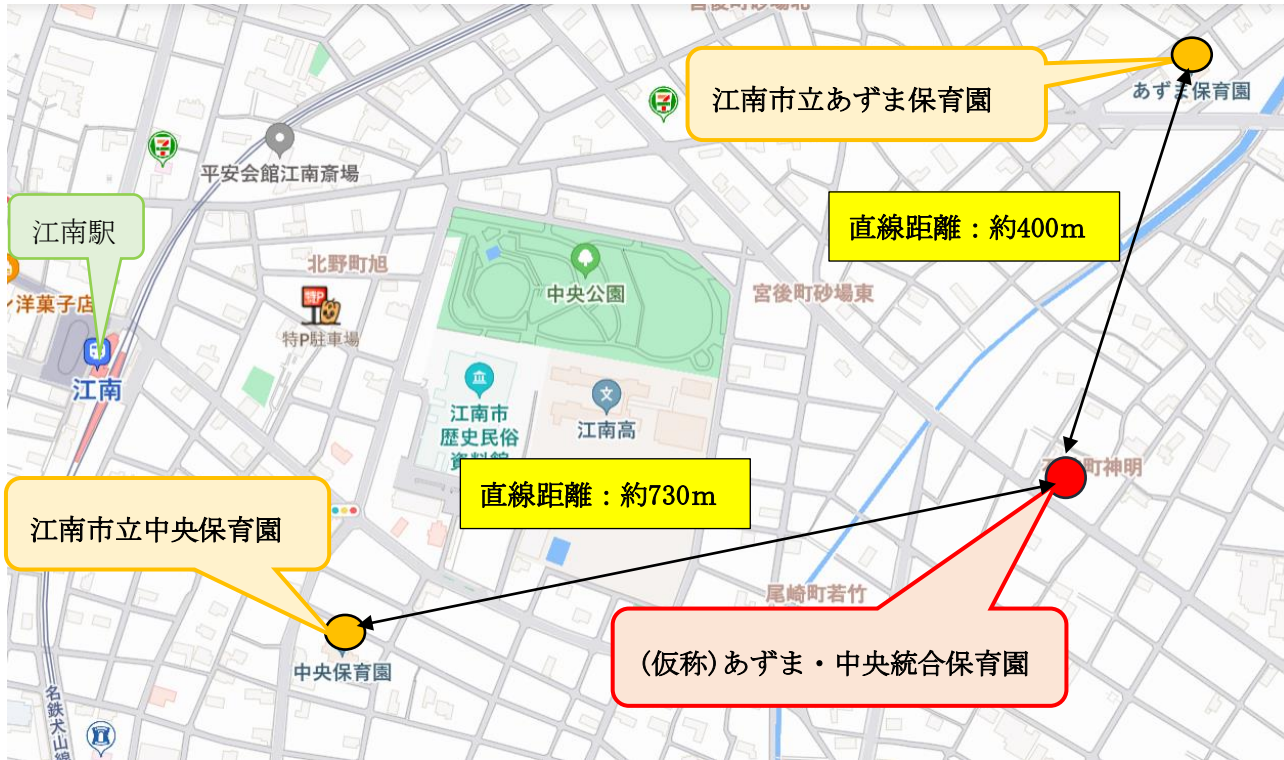 江南市立あずま保育園
あずま保育園
平安会館江南斎場
江南駅
直線距離：約400m
北野町旭
中央公園
宮後町砂場東
ン洋菓子店
特P
特P駐車場
江南
江南市
歴史民俗
資料館
文
江南高
町神明
直線距離：約730m
江南市立中央保育園
尾崎町若竹
(仮称)あずま・中央統合保育園
中央保育園
名鉄犬山線